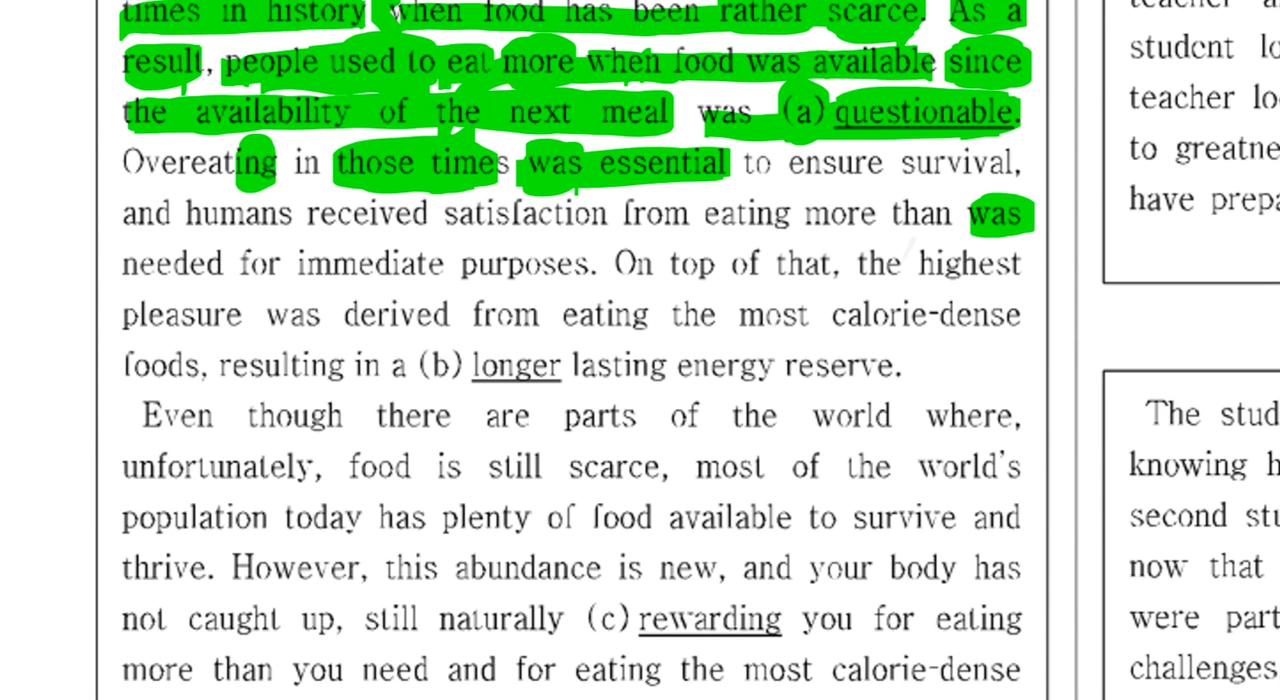 times in history when food has been rather scarce. As a
result, people used to eat more when food was available since
the availability of the next meal was (a) questionable.
Overeating in those times was essential to ensure survival,
and humans received satisfaction from eating more than was
needed for immediate purposes. On top of that, the highest
pleasure was derived from eating the most calorie-dense
foods, resulting in a (b) longer lasting energy reserve.
Even though there are parts of the world where,
unfortunately, food is still scarce, most of the world's
population today has plenty of food available to survive and
thrive. However, this abundance is new, and your body has
not caught up, still naturally (c) rewarding you for eating
more than you need and for eating the most calorie-dense
student
teacher
to
have
The
knowing
second
now that
were
challenges